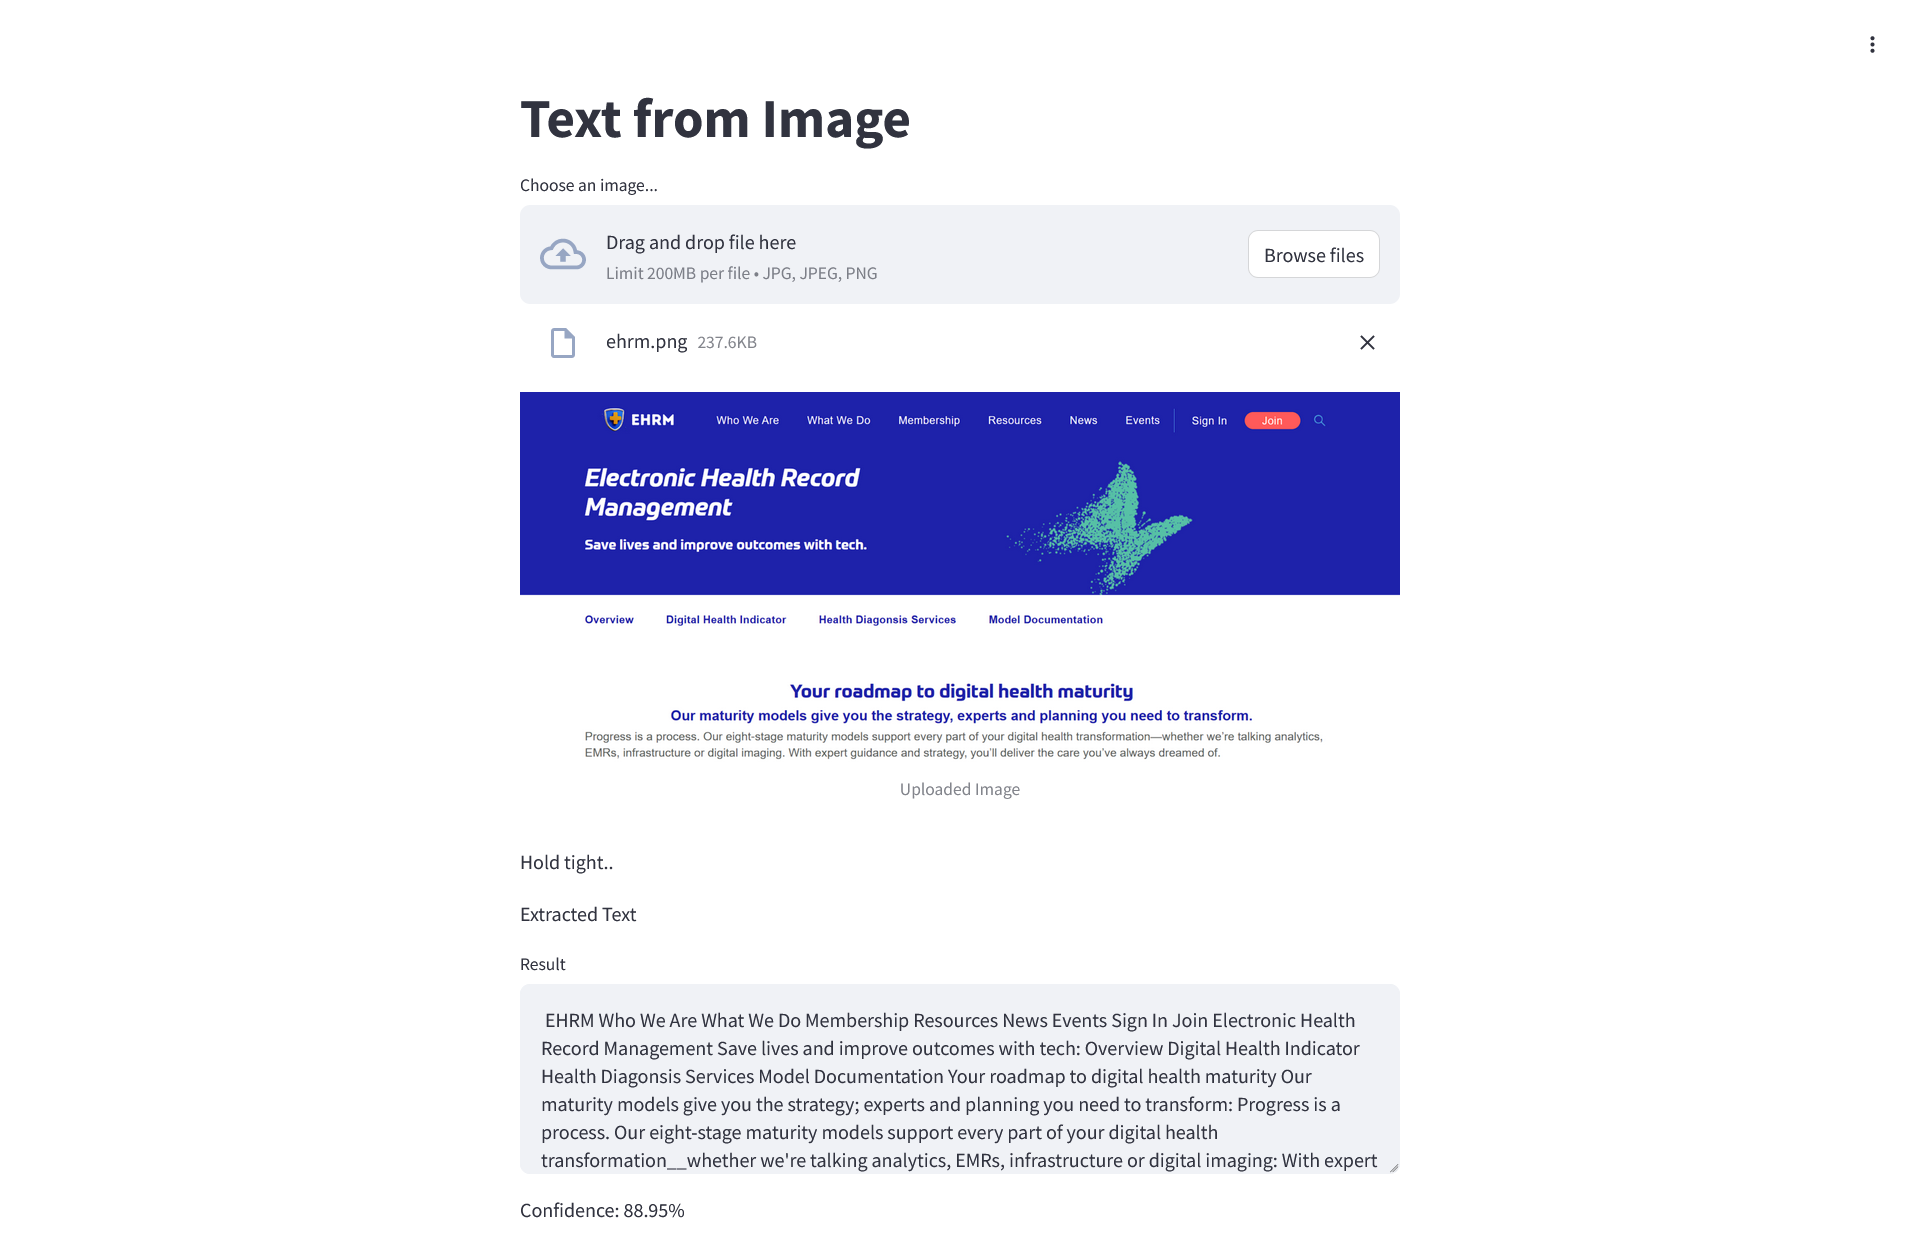 Text from Image
Choose an image...
Drag and drop file here
Limit 200MB per file • JPG, JPEG, PNG
Browse files
ehrm.png 237.6KB
EHRM Who We Are What We Do Membership Resources News Events Sign In Join
Electronic Health Record
Management
Save lives and improve outcomes with tech.
Overview Digital Health Indicator Health Diagonsis Services Model Documentation
Your roadmap to digital health maturity
Our maturity models give you the strategy, experts and planning you need to transform.
Progress is a process. Our eight-stage maturity models support every part of your digital health transformation—whether we're talking analytics,
EMRs, infrastructure or digital imaging. With expert guidance and strategy, you'll deliver the care you've always dreamed of.
Uploaded Image
Hold tight..
Extracted Text
Result
EHRM Who We Are What We Do Membership Resources News Events Sign In Join Electronic Health
Record Management Save lives and improve outcomes with tech: Overview Digital Health Indicator
Health Diagonsis Services Model Documentation Your roadmap to digital health maturity Our
maturity models give you the strategy; experts and planning you need to transform: Progress is a
process. Our eight-stage maturity models support every part of your digital health
transformation__whether we're talking analytics, EMRs, infrastructure or digital imaging: With expert
Confidence: 88.95%